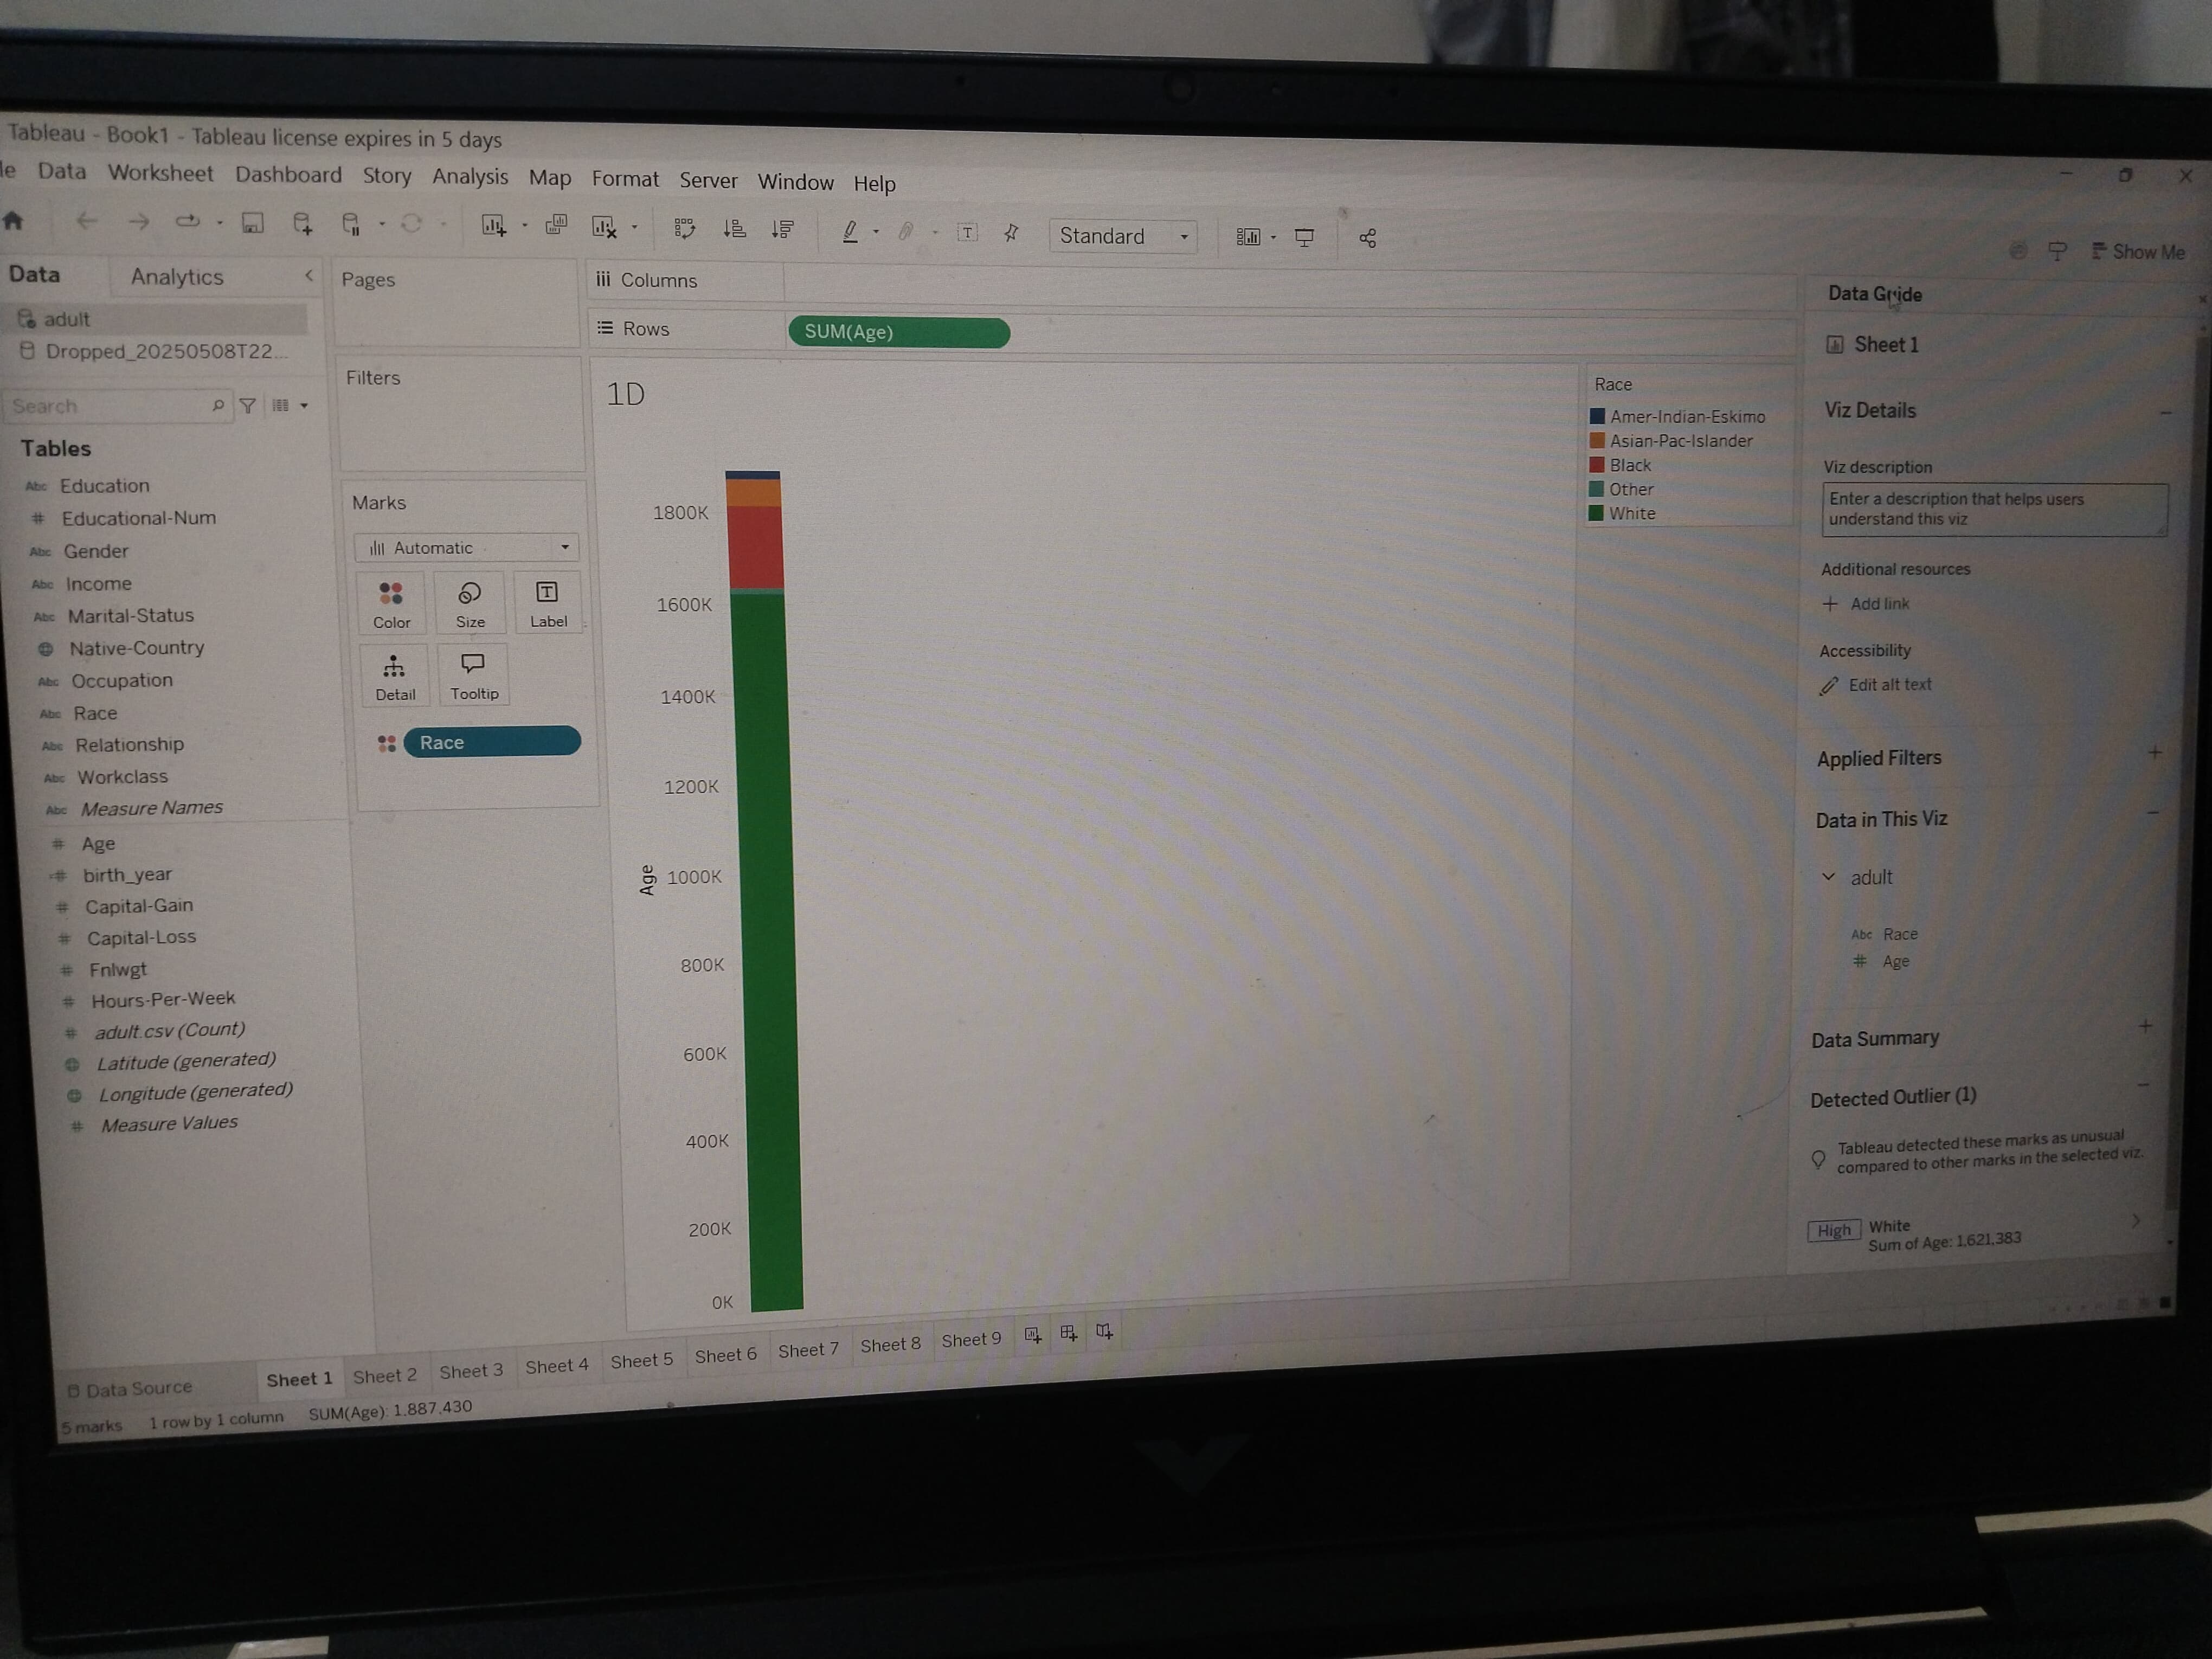 Tableau - Book1 - Tableau license expires in 5 days
le Data Worksheet Dashboard Story Analysis Map Format Server Window Help
Standard
Show Me
Data Analytics
adult
Dropped_20250508T22...
Search
Tables
Abc Education
# Educational-Num
Abc Gender
Abc Income
Abc Marital-Status
Native-Country
Abc Occupation
Abc Race
Abc Relationship
Abc Workclass
Abc Measure Names
# Age
# birth_year
# Capital-Gain
# Capital-Loss
# Fnlwgt
# Hours-Per-Week
# adult.csv (Count)
Latitude (generated)
Longitude (generated)
# Measure Values
Pages
Filters
Marks
Automatic
Color Size Label
Detail Tooltip
Race
Columns
Rows SUM(Age)
1D
1800K
1600K
1400K
1200K
1000K
800K
600K
400K
200K
0K
Age
Race
Amer-Indian-Eskimo
Asian-Pac-Islander
Black
Other
White
Data Guide
Sheet 1
Viz Details
Viz description
Enter a description that helps users
understand this viz
Additional resources
+ Add link
Accessibility
Edit alt text
Applied Filters
Data in This Viz
adult
Abc Race
# Age
Data Summary
Detected Outlier (1)
Tableau detected these marks as unusual
compared to other marks in the selected viz.
High White
Sum of Age: 1,621,383
Data Source Sheet 1 Sheet 2 Sheet 3 Sheet 4 Sheet 5 Sheet 6 Sheet 7 Sheet 8 Sheet 9
5 marks 1 row by 1 column SUM(Age): 1,887,430